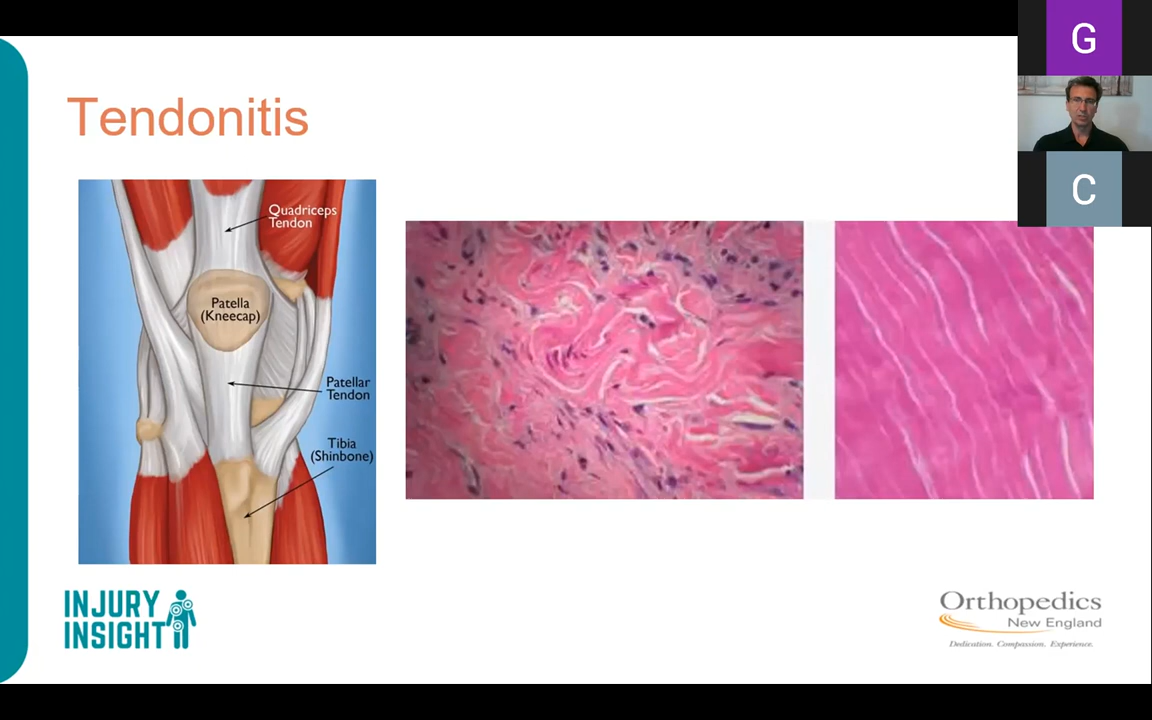 G
Tendonitis
C
Quadriceps
Tendon
Patella
(Kneecap)
Patellar
Tendon
Tibia
(Shinbone)
INJURY
INSIGHT
Orthopedics
New England
Dedication. Compassion. Experience.